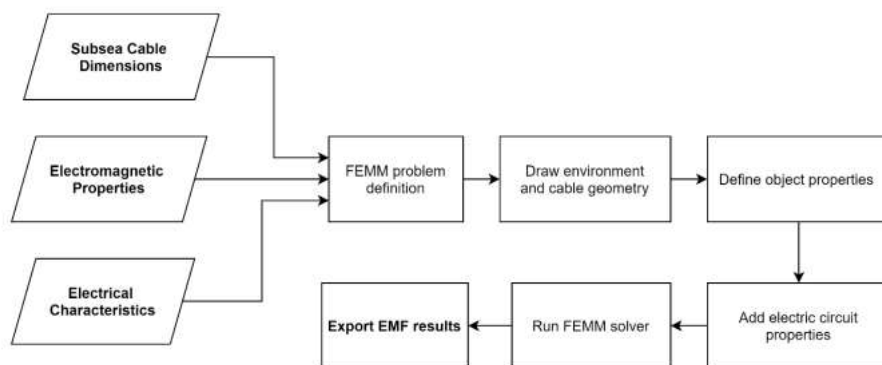 Subsea Cable
Dimensions
Electromagnetic
Properties
Electrical
Characteristics
FEMM problem
definition
Draw environment
and cable geometry
Define object properties
Add electric circuit
properties
Run FEMM solver
Export EMF results